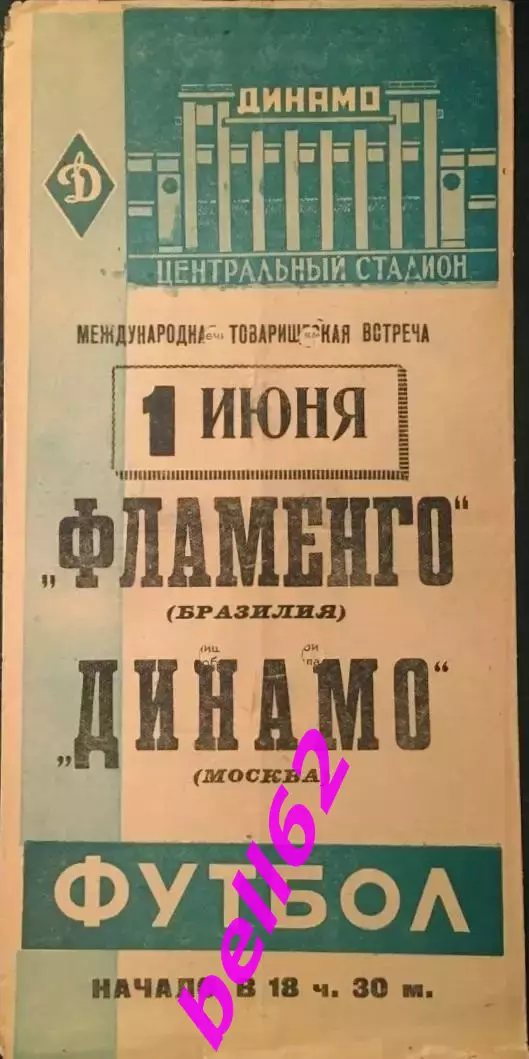 ДИНАМО
Д
ЦЕНТРАЛЬНЫЙ СТАДИОН
МЕЖДУНАРОДНАЯ ТОВАРИЩЕСКАЯ ВСТРЕЧА
1 ИЮНЯ
„ФЛАМЕНГО“
(БРАЗИЛИЯ)
„ДИНАМО“
(МОСКВА)
ФУТБОЛ
НАЧАЛО В 18 ч. 30 м.
bell62